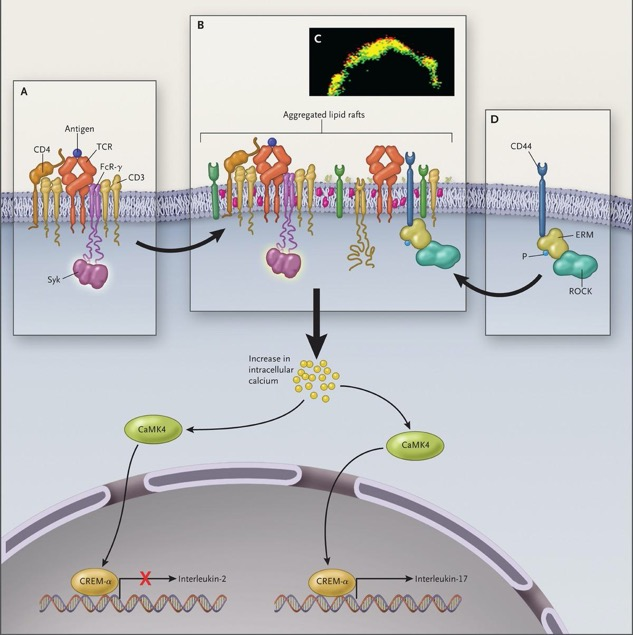 A
Antigen
CD4
TCR
FcR-γ
CD3
Syk
B
C
Aggregated lipid rafts
D
CD44
ERM
P
ROCK
Increase in
intracellular
calcium
CaMK4
CaMK4
CREM-α
X
Interleukin-2
CREM-α
Interleukin-17